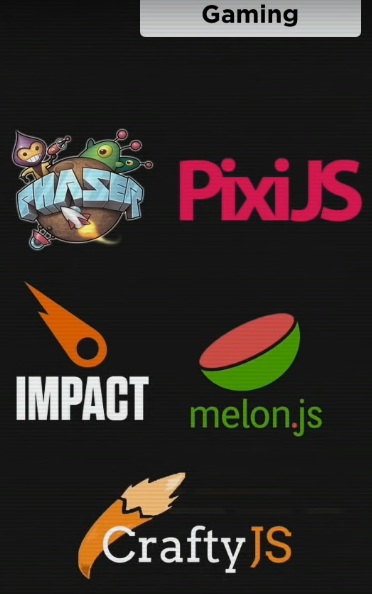 Gaming
PHASER
PixiJS
IMPACT
melon.js
CraftyJS